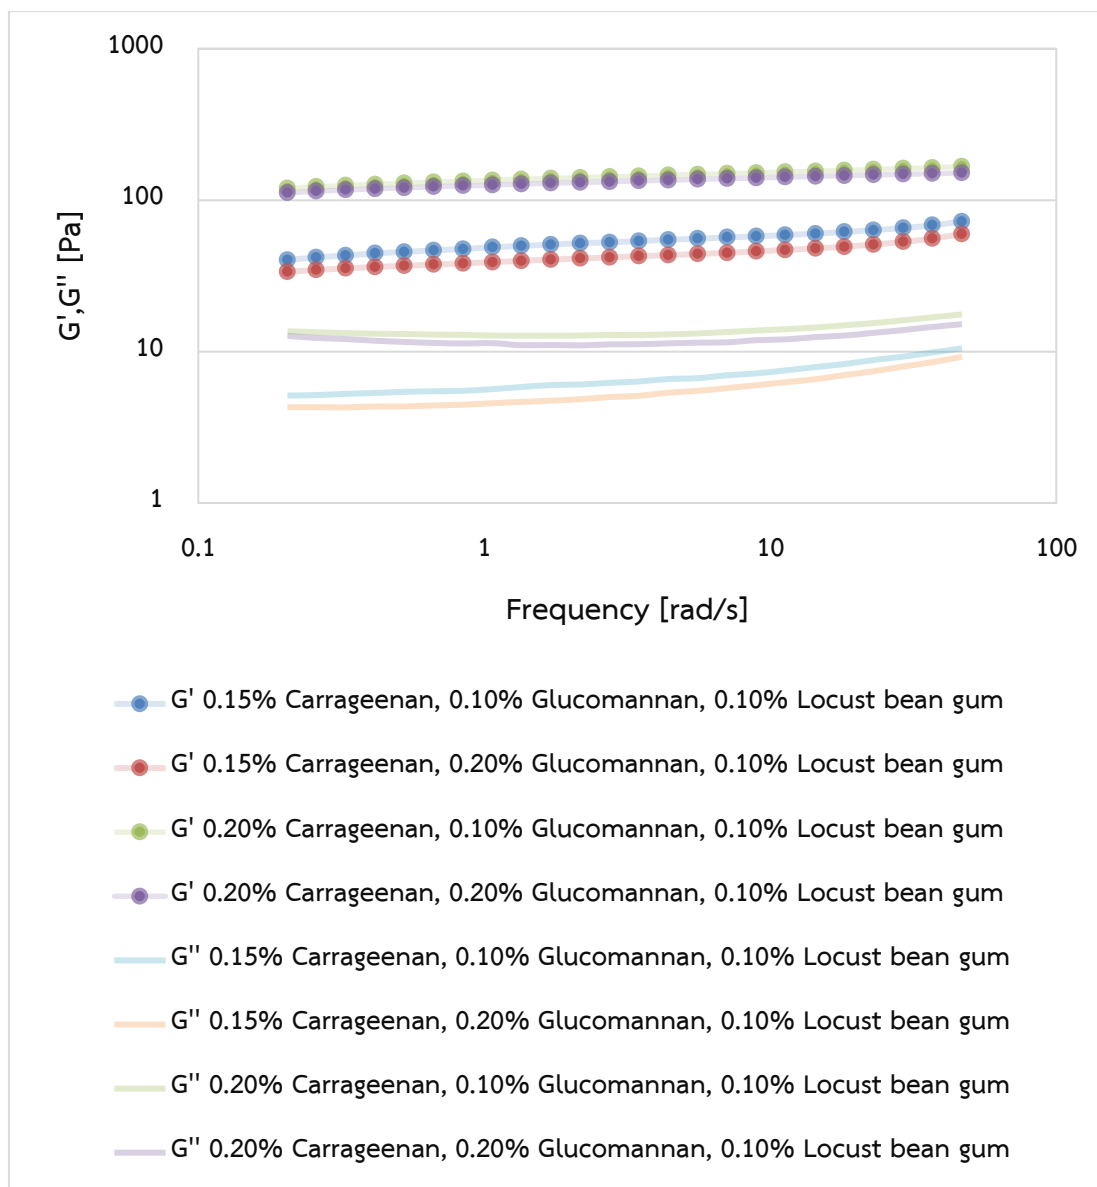 1000
100
10
1
G',G'' [Pa]
0.1 1 10 100
Frequency [rad/s]
G' 0.15% Carrageenan, 0.10% Glucomannan, 0.10% Locust bean gum
G' 0.15% Carrageenan, 0.20% Glucomannan, 0.10% Locust bean gum
G' 0.20% Carrageenan, 0.10% Glucomannan, 0.10% Locust bean gum
G' 0.20% Carrageenan, 0.20% Glucomannan, 0.10% Locust bean gum
G'' 0.15% Carrageenan, 0.10% Glucomannan, 0.10% Locust bean gum
G'' 0.15% Carrageenan, 0.20% Glucomannan, 0.10% Locust bean gum
G'' 0.20% Carrageenan, 0.10% Glucomannan, 0.10% Locust bean gum
G'' 0.20% Carrageenan, 0.20% Glucomannan, 0.10% Locust bean gum